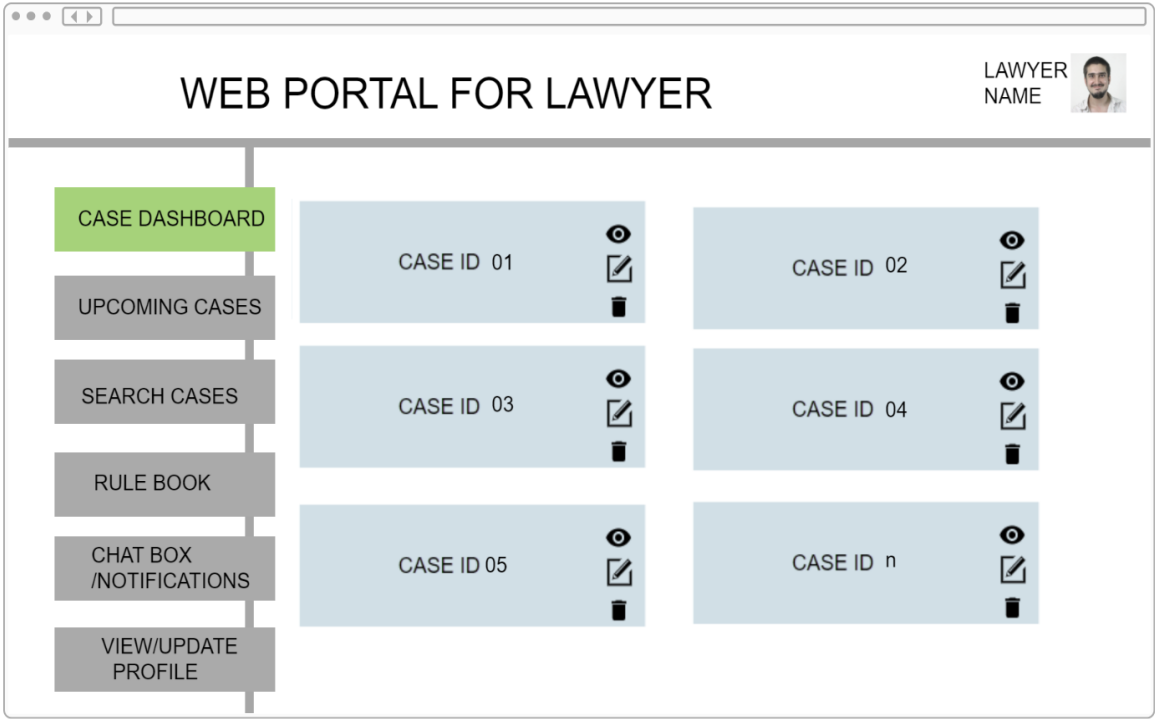 WEB PORTAL FOR LAWYER
LAWYER
NAME
CASE DASHBOARD
UPCOMING CASES
SEARCH CASES
RULE BOOK
CHAT BOX
/NOTIFICATIONS
VIEW/UPDATE
PROFILE
CASE ID 01
CASE ID 02
CASE ID 03
CASE ID 04
CASE ID 05
CASE ID n